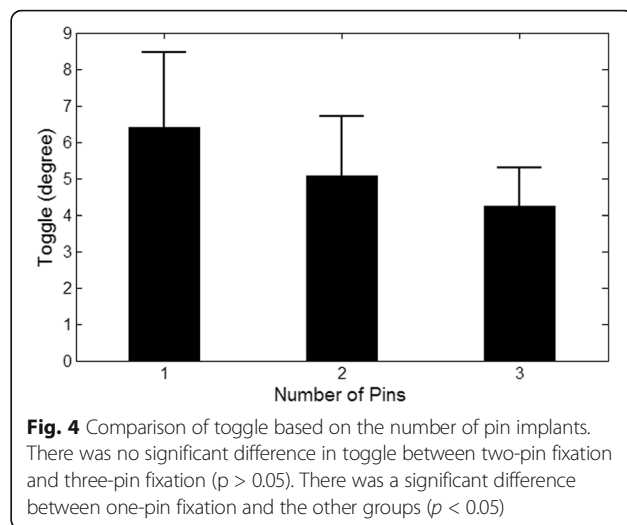 9
8
7
6
5
4
3
2
1
0
Toggle (degree)
1 2 3
Number of Pins
Fig. 4 Comparison of toggle based on the number of pin implants.
There was no significant difference in toggle between two-pin fixation
and three-pin fixation (p > 0.05). There was a significant difference
between one-pin fixation and the other groups (p < 0.05)